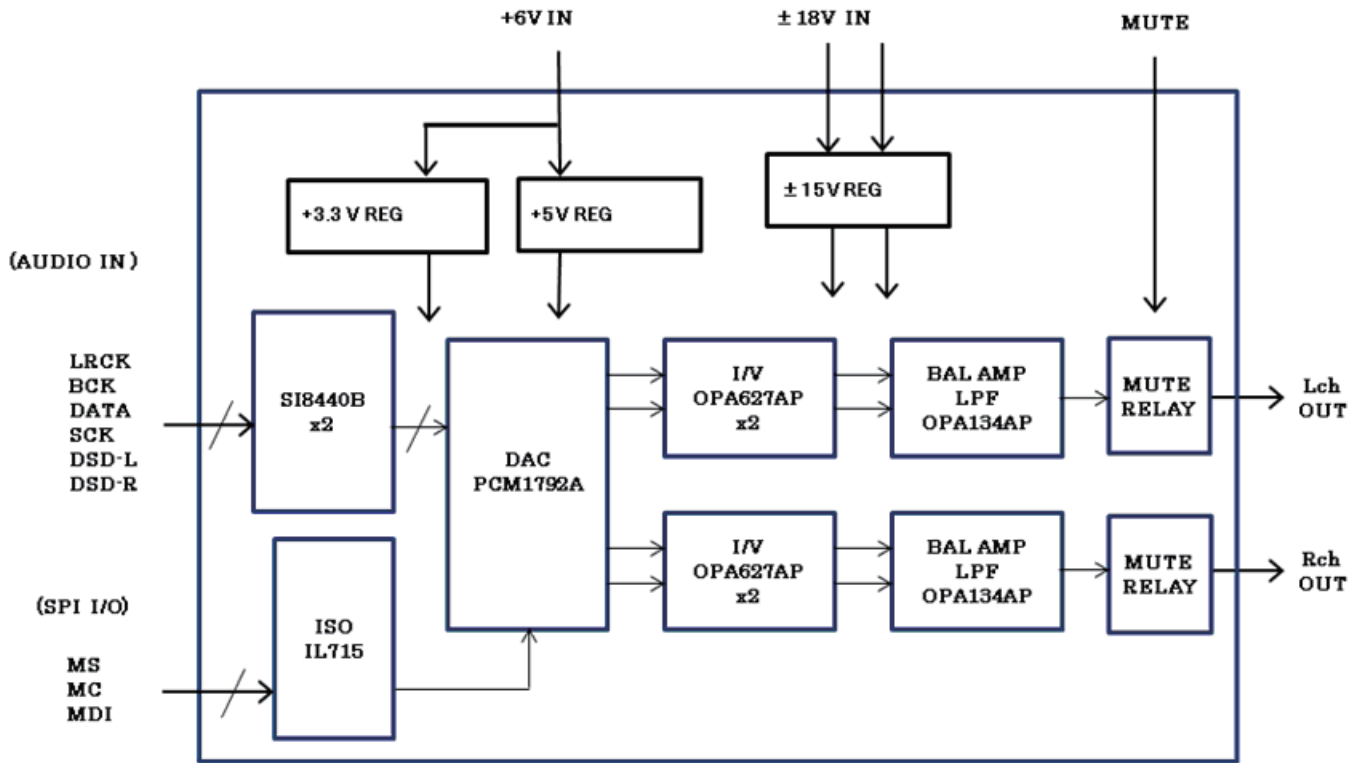 +6V IN
±18V IN
MUTE
+3.3 V REG
+5V REG
±15V REG
(AUDIO IN)
LRCK
BCK
DATA
SCK
DSD-L
DSD-R
SI8440B
x2
DAC
PCM1792A
I/V
OPA627AP
x2
BAL AMP
LPF
OPA134AP
MUTE
RELAY
Lch
OUT
I/V
OPA627AP
x2
BAL AMP
LPF
OPA134AP
MUTE
RELAY
Rch
OUT
(SPI I/O)
MS
MC
MDI
ISO
IL715